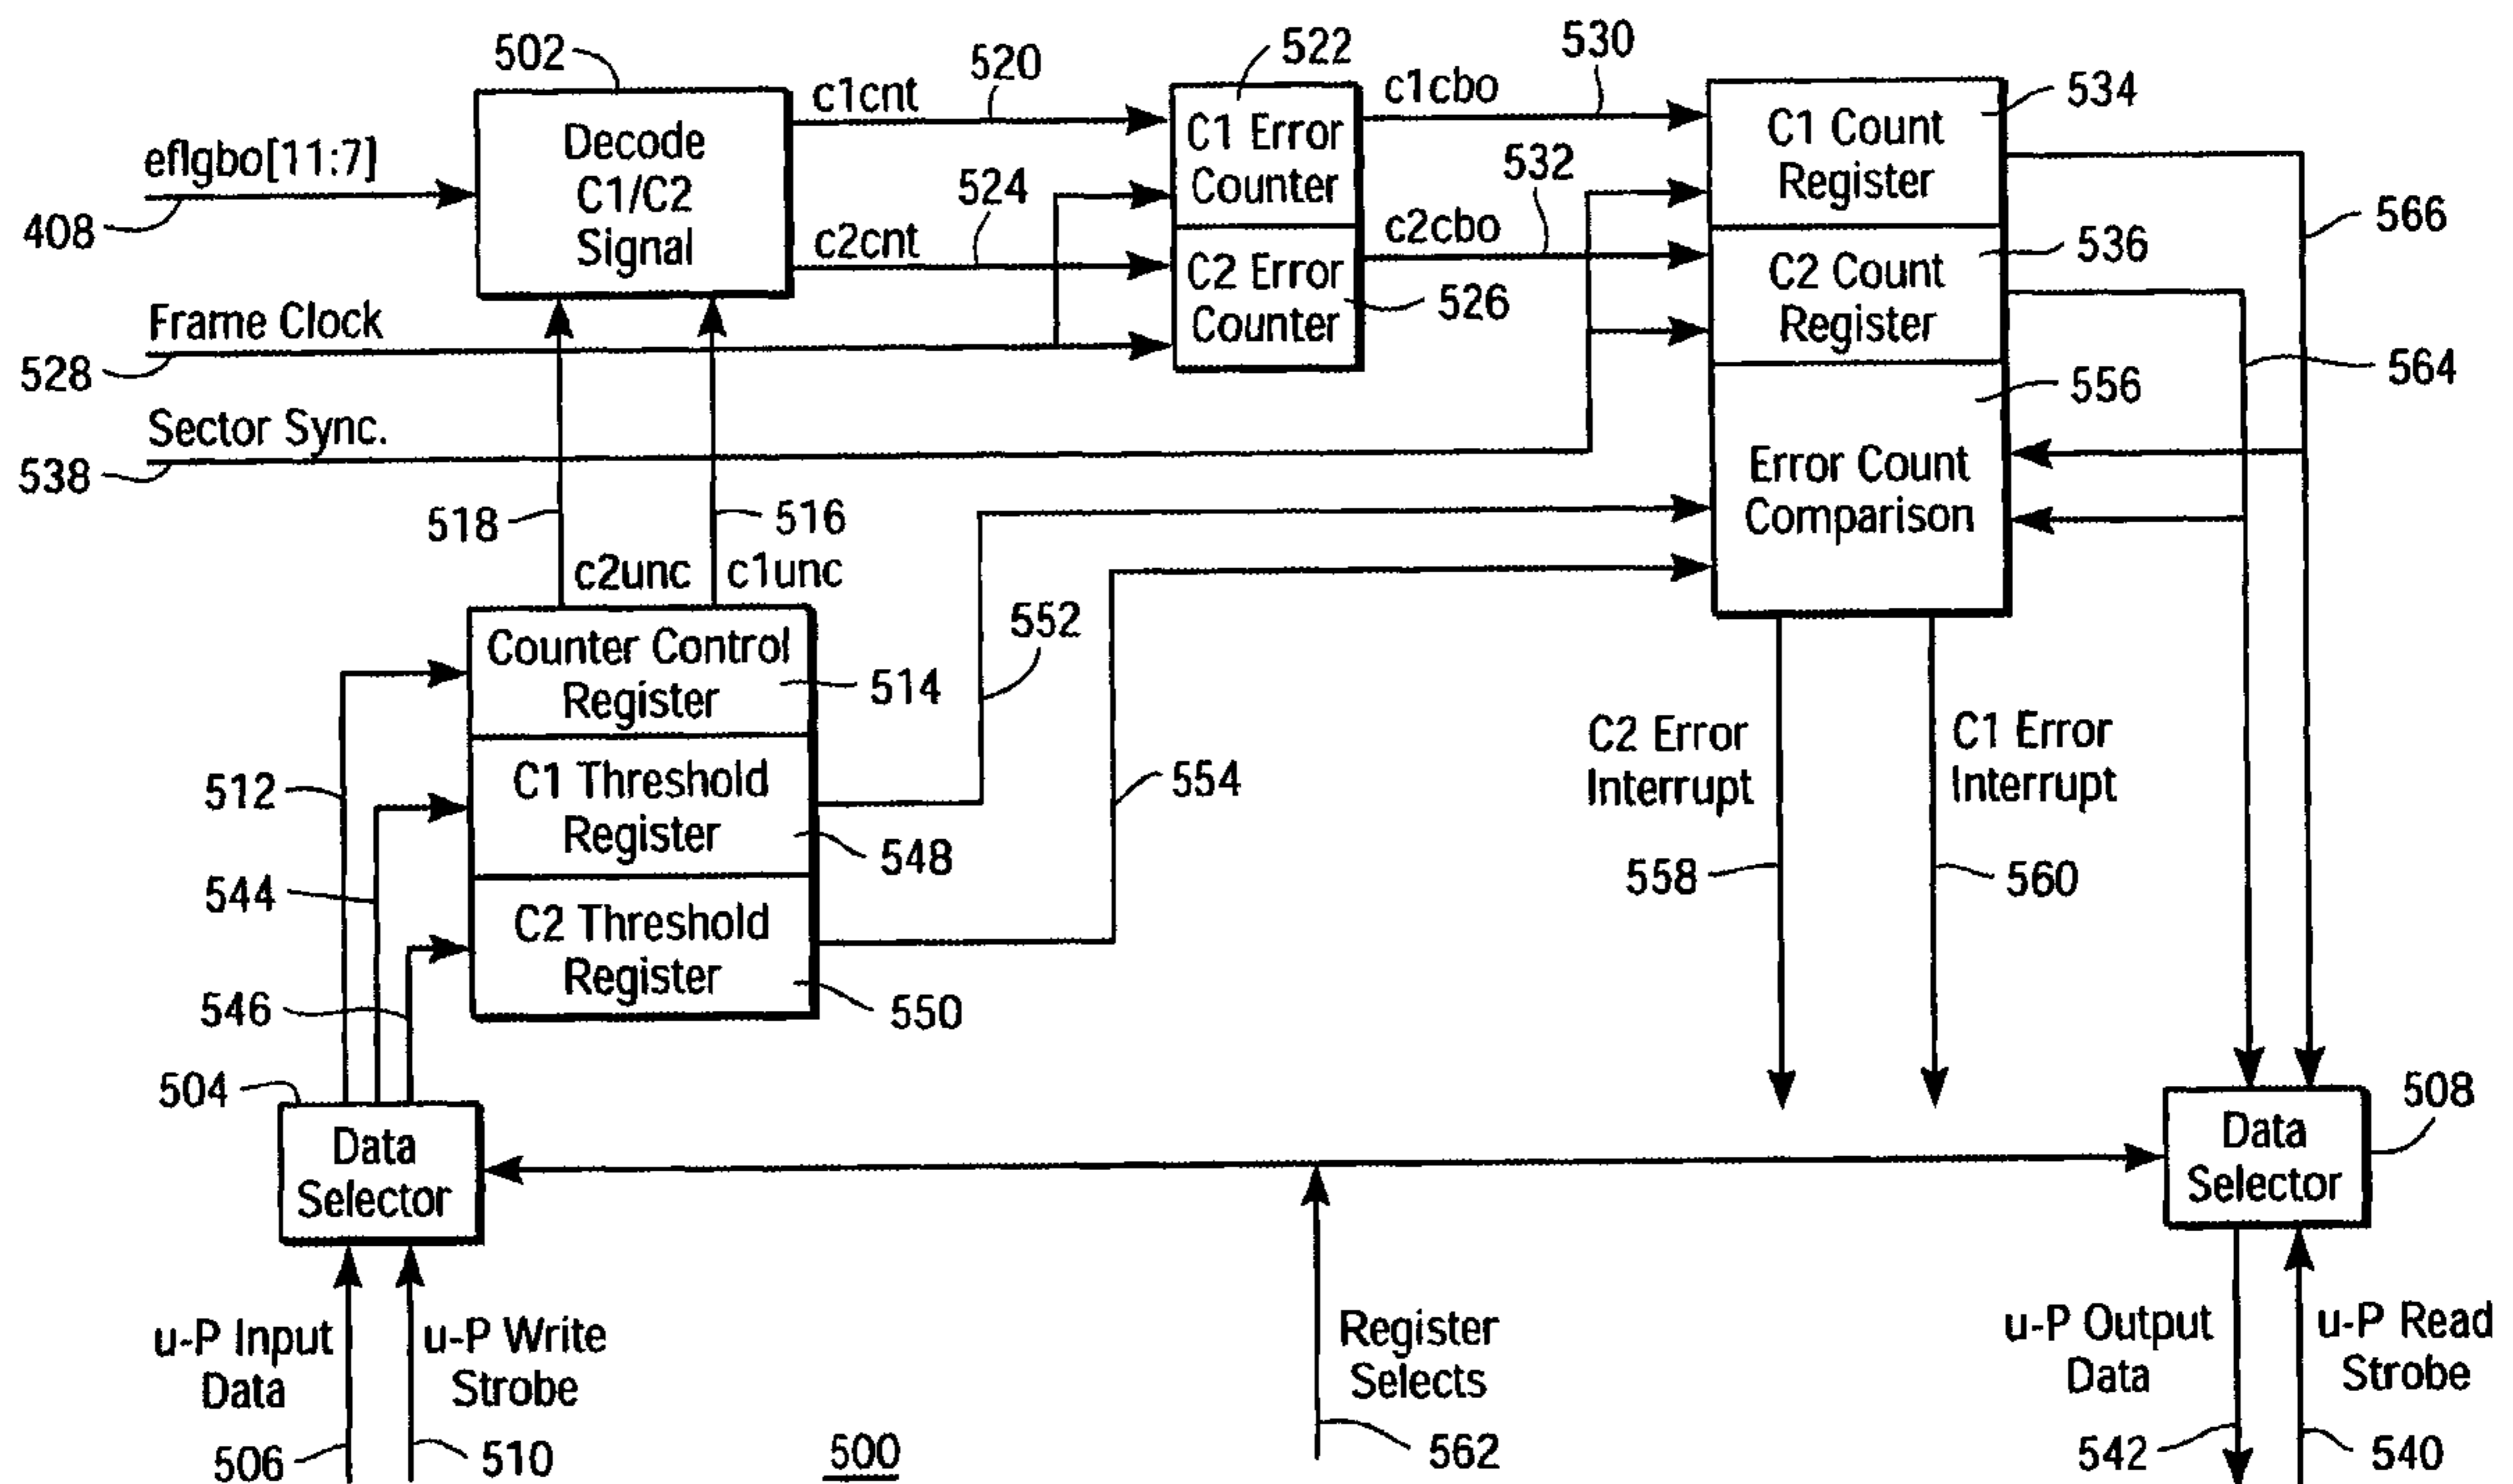 502
520
522
530
534
eflgbo[11:7]
408
Decode
C1/C2
Signal
c1cnt
524
c2cnt
C1 Error
Counter
C2 Error
Counter
526
c1cbo
532
c2cbo
C1 Count
Register
C2 Count
Register
536
566
564
556
Error Count
Comparison
Frame Clock
528
Sector Sync.
538
518
516
c2unc
c1unc
552
554
Counter Control
Register
514
C1 Threshold
Register
548
C2 Threshold
Register
550
512
544
546
C2 Error
Interrupt
558
C1 Error
Interrupt
560
504
Data
Selector
508
Data
Selector
u-P Input
Data
506
u-P Write
Strobe
510
500
Register
Selects
562
u-P Output
Data
542
u-P Read
Strobe
540